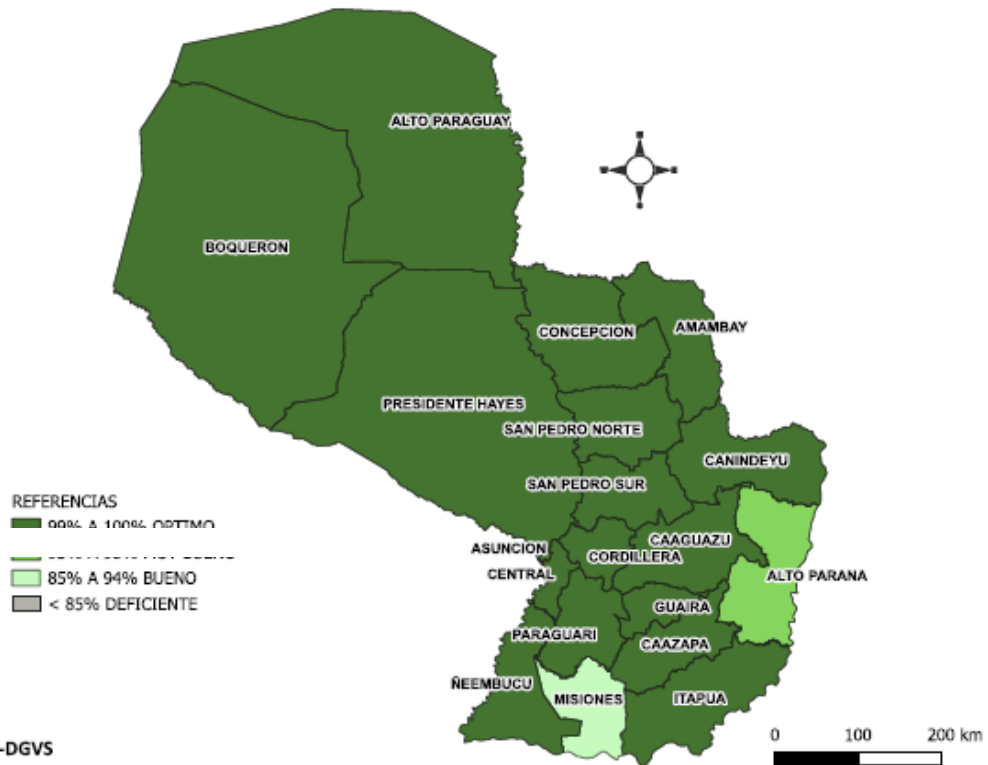 ALTO PARAGUAY
BOQUERON
CONCEPCION
AMAMBAY
PRESIDENTE HAYES
SAN PEDRO NORTE
CANINDEYU
SAN PEDRO SUR
REFERENCIAS
99% A 100% OPTIMO
ASUNCION
CORDILLERA
CAAGUAZU
CENTRAL
ALTO PARANA
85% A 94% BUENO
< 85% DEFICIENTE
GUAIRA
PARAGUARI
CAAZAPA
ÑEEMBUCU
MISIONES
ITAPUA
0 100 200 km
-DGVS